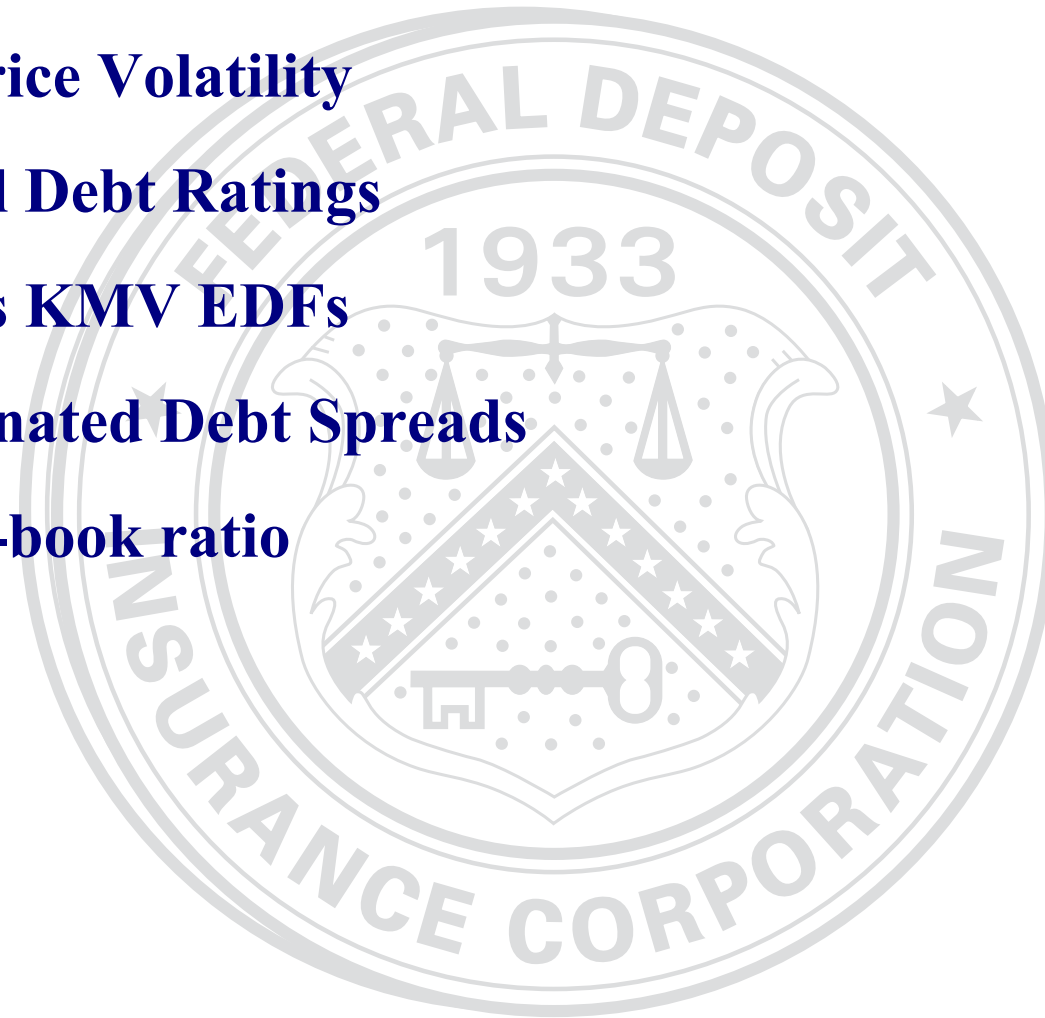 rice Volatility
l Debt Ratings
s KMV EDFs
nated Debt Spreads
-book ratio
FEDERAL DEPOSIT
INSURANCE CORPORATION
1933